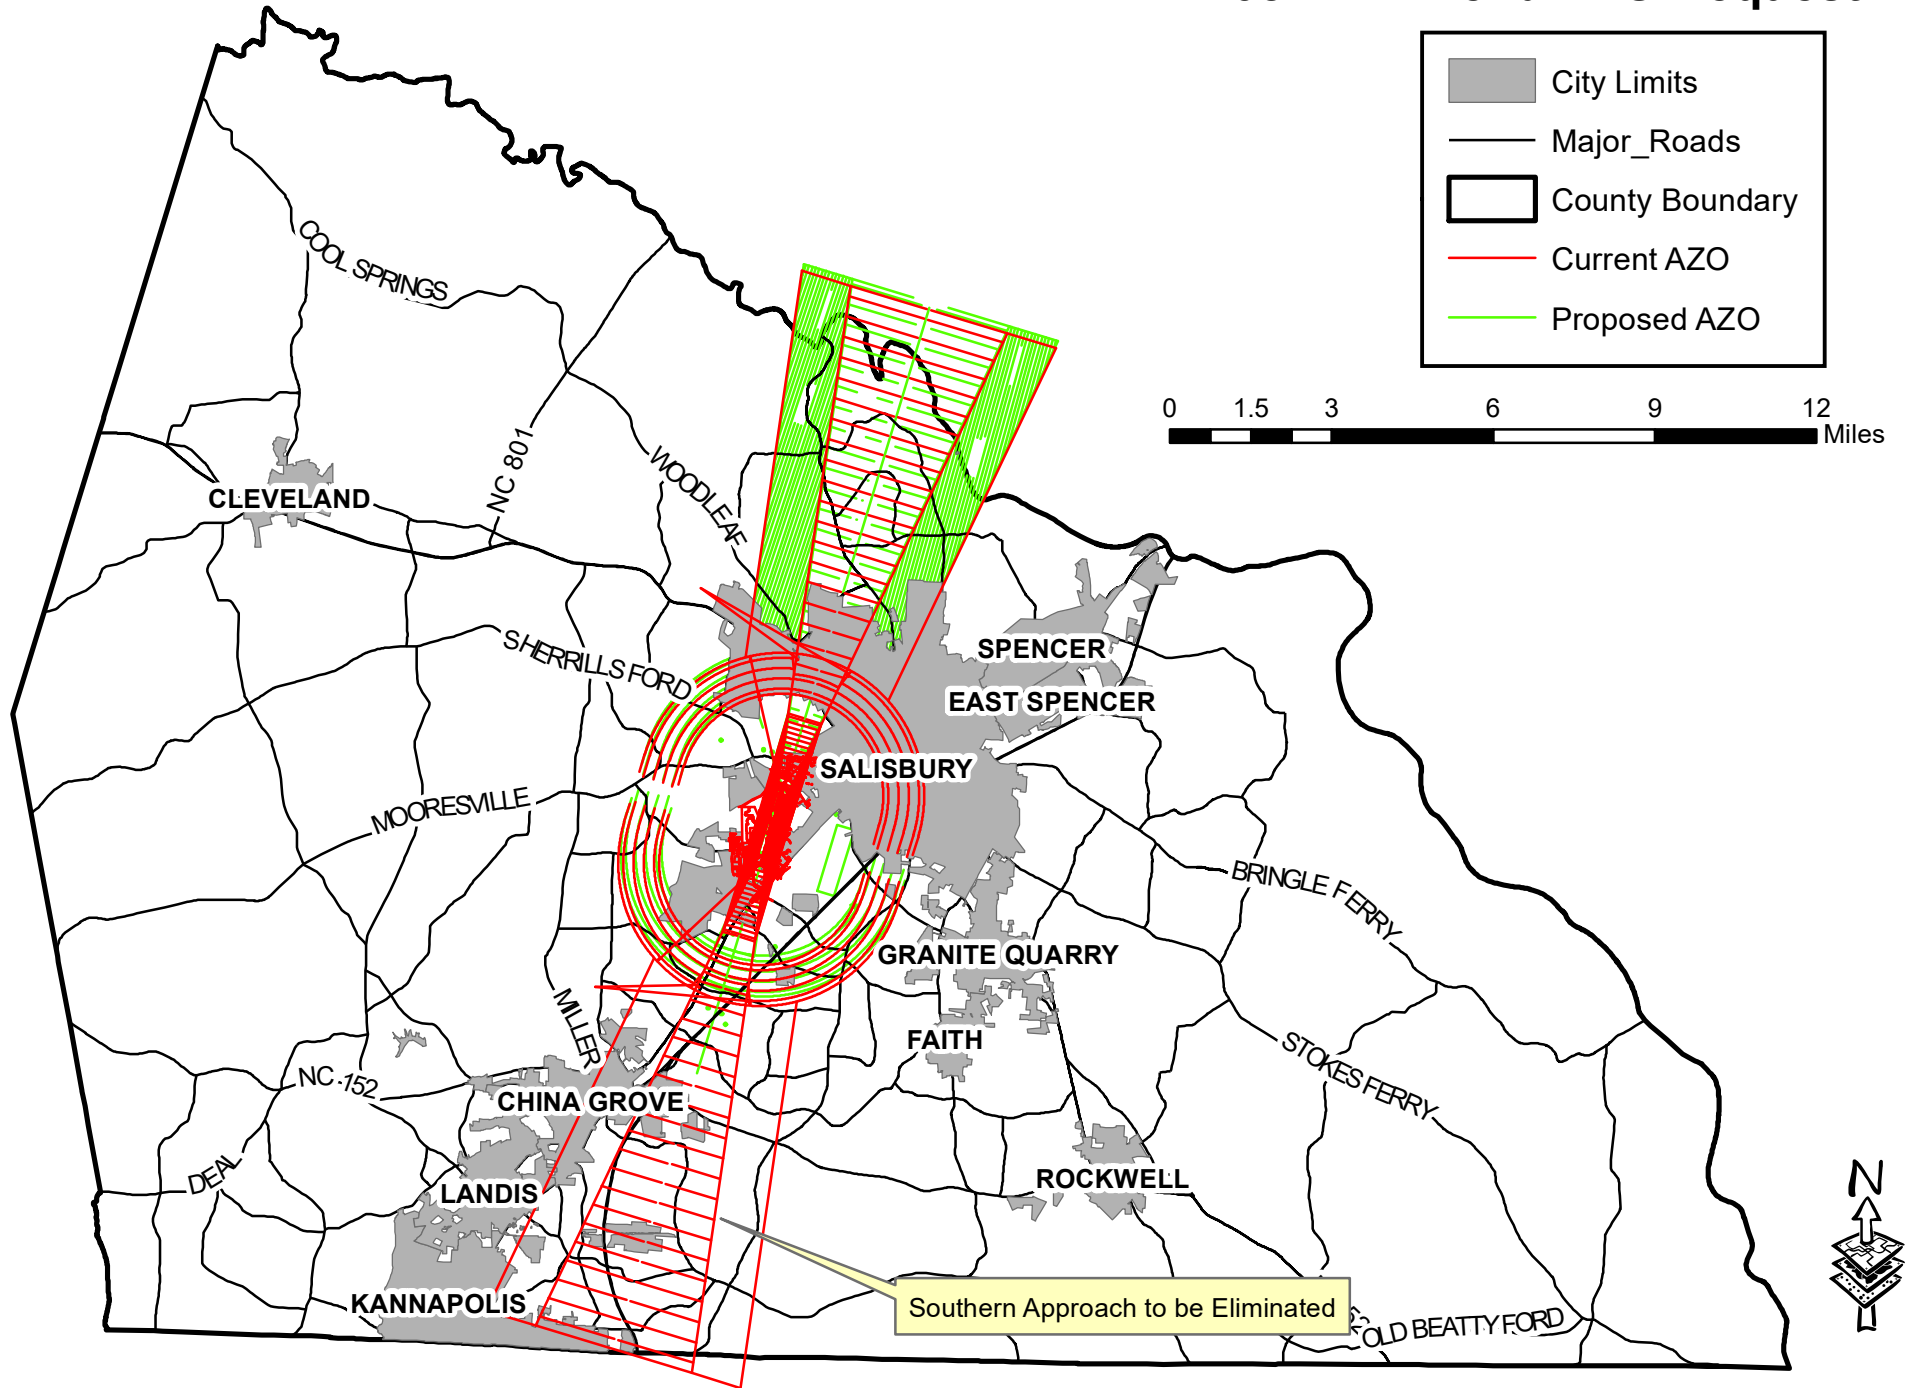 City Limits
Major_Roads
County Boundary
Current AZO
Proposed AZO
0 1.5 3 6 9 12
Miles
COOL SPRINGS
NC 801
WOODLEAF
CLEVELAND
SHERRILLS FORD
SPENCER
EAST SPENCER
SALISBURY
MOORESVILLE
BRINGLE FERRY
GRANITE QUARRY
MILLER
FAITH
STOKES FERRY
NC 152
CHINA GROVE
DEAL
LANDIS
ROCKWELL
N
KANNAPOLIS
Southern Approach to be Eliminated
OLD BEATTY FORD